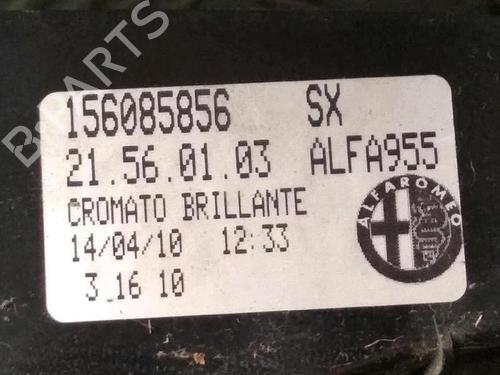 B-PARTS
156085856 SX
21.56.01.03 ALFA955
CROMATO BRILLANTE
14/04/10 12:33
3 16 10
ALFA ROMEO